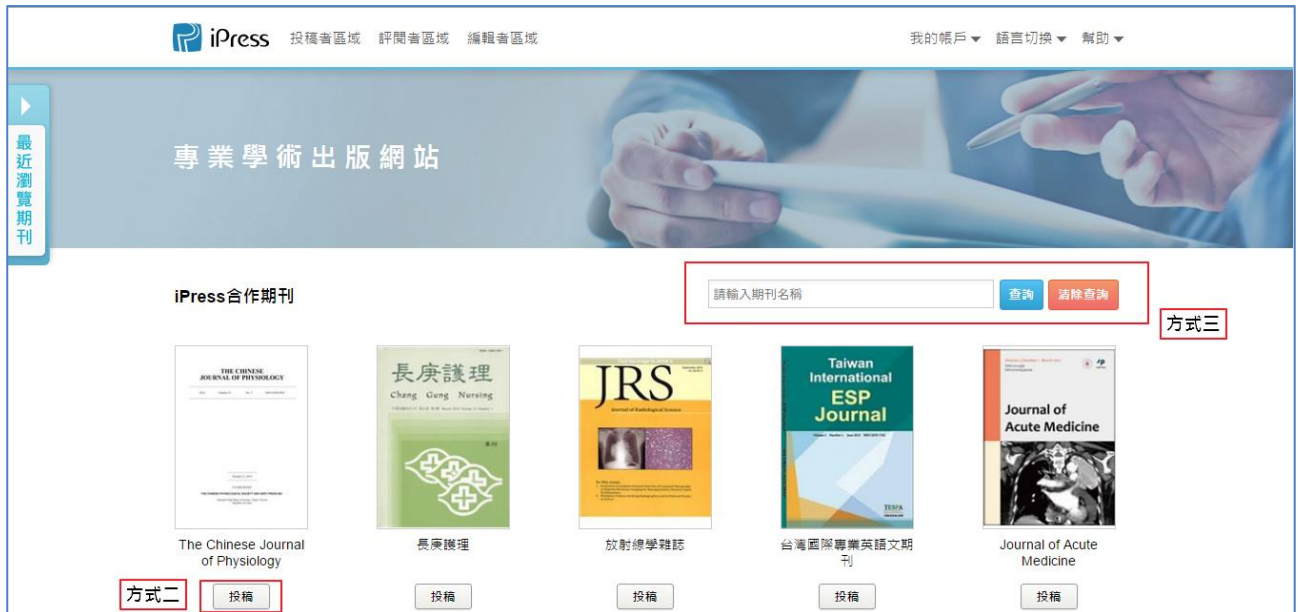 iPress 投稿者區域 評閱者區域 編輯者區域 我的帳戶 語言切換 幫助
最近瀏覽期刊
專業學術出版網站
iPress合作期刊
請輸入期刊名稱 查詢 清除查詢
方式三
THE CHINESE
JOURNAL OF PHYSIOLOGY
長庚護理
Chang Gung Nursing
JRS
Journal of Radiological Science
Taiwan
International
ESP
Journal
Journal of
Acute Medicine
The Chinese Journal
of Physiology
長庚護理
放射線學雜誌
台灣國際專業英語文期
刊
Journal of Acute
Medicine
方式二
投稿 投稿 投稿 投稿 投稿